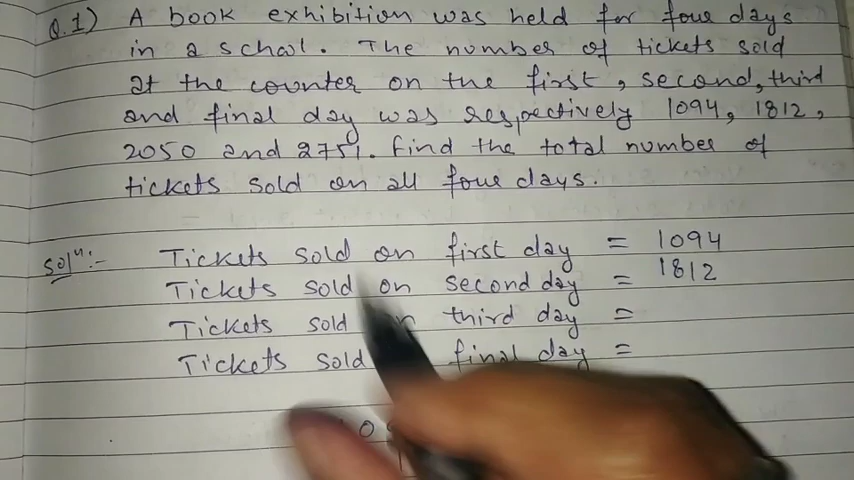 Q.1) A book exhibition was held for four days
in a school. The number of tickets sold
at the counter on the first, second, third
and final day was respectively 1094, 1812,
2050 and 2751. Find the total number of
tickets sold on all four days.
Solⁿ:- Tickets sold on first day = 1094
Tickets sold on second day = 1812
Tickets sold on third day =
Tickets sold final day =